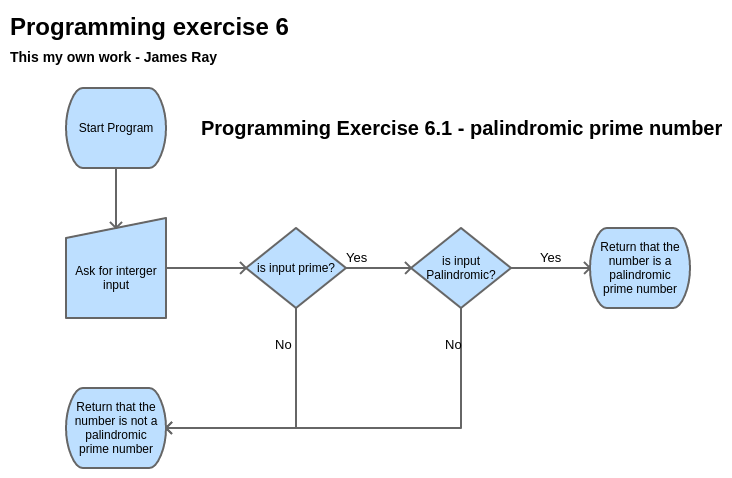 Programming exercise 6
This my own work - James Ray
Start Program
Programming Exercise 6.1 - palindromic prime number
Ask for interger
input
is input prime?
Yes
is input
Palindromic?
Yes
Return that the
number is a
palindromic
prime number
No
No
Return that the
number is not a
palindromic
prime number